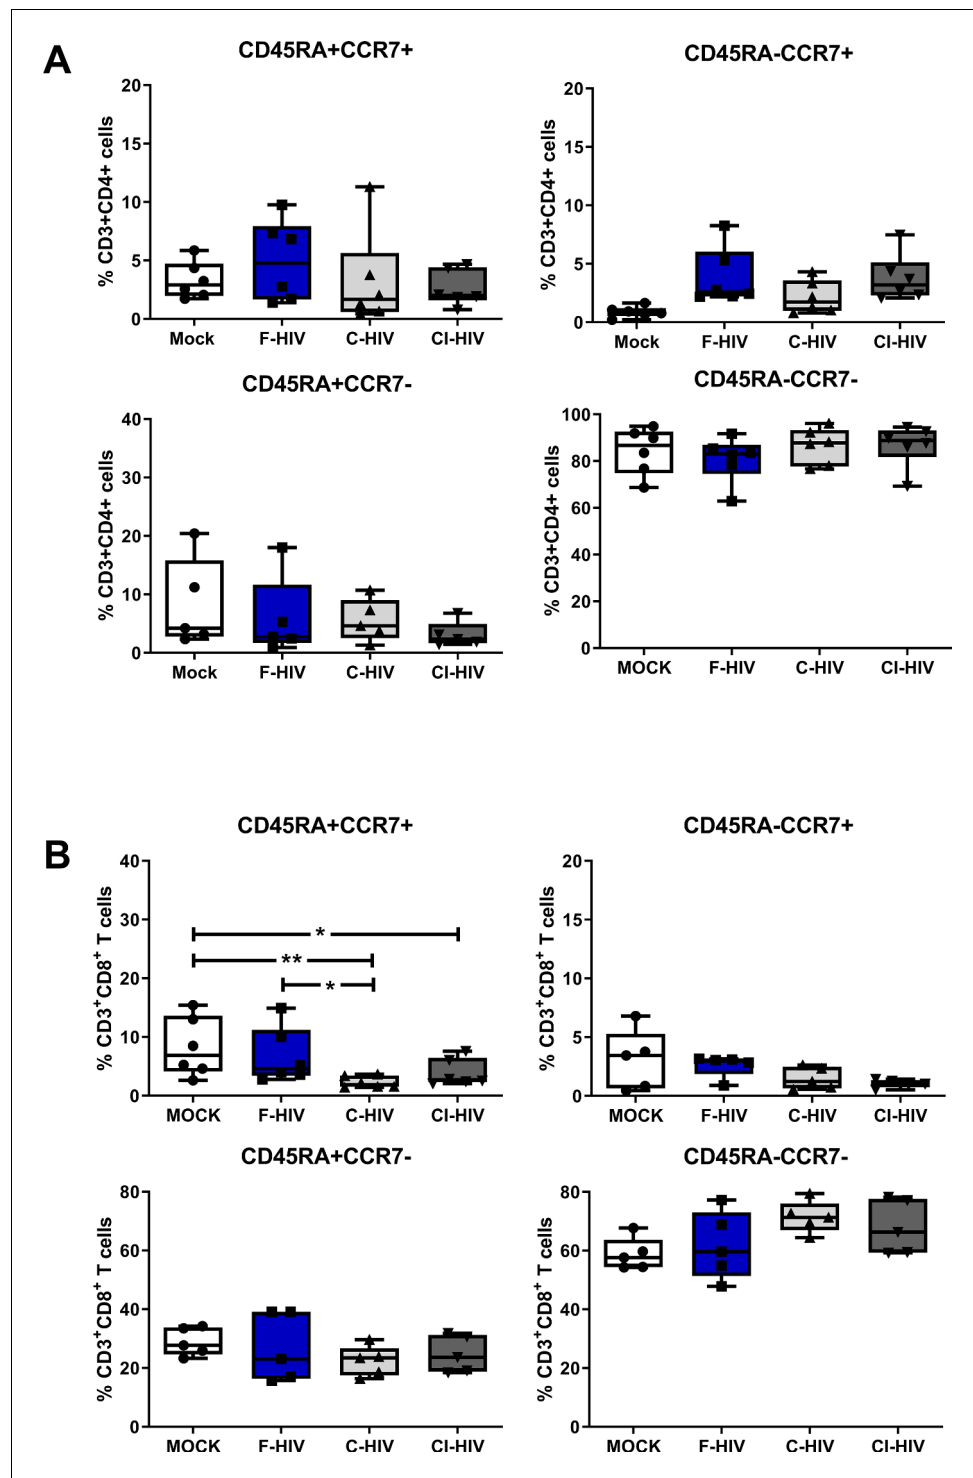 A
CD45RA+CCR7+
% CD3+CD4+ cells
20
15
10
5
0
Mock F-HIV C-HIV CI-HIV
CD45RA-CCR7+
% CD3+CD4+ cells
20
15
10
5
0
Mock F-HIV C-HIV CI-HIV
CD45RA+CCR7-
% CD3+CD4+ cells
40
30
20
10
0
Mock F-HIV C-HIV CI-HIV
CD45RA-CCR7-
% CD3+CD4+ cells
100
80
60
40
20
0
MOCK F-HIV C-HIV CI-HIV
B
CD45RA+CCR7+
% CD3⁺CD8⁺ T cells
40
30
20
10
0
*
**
*
MOCK F-HIV C-HIV CI-HIV
CD45RA-CCR7+
% CD3⁺CD8⁺ T cells
20
15
10
5
0
MOCK F-HIV C-HIV CI-HIV
CD45RA+CCR7-
% CD3⁺CD8⁺ T cells
80
60
40
20
0
MOCK F-HIV C-HIV CI-HIV
CD45RA-CCR7-
% CD3⁺CD8⁺ T cells
80
60
40
20
0
MOCK F-HIV C-HIV CI-HIV